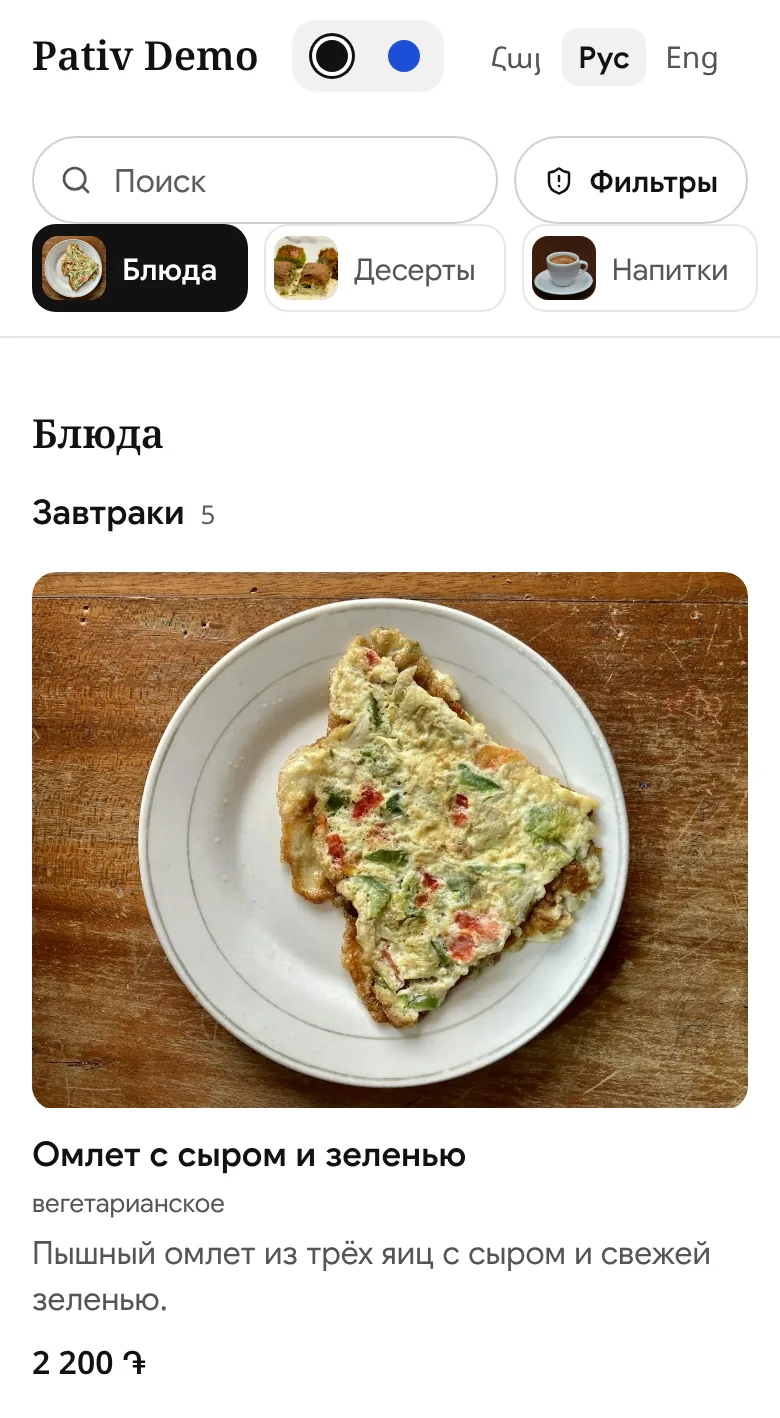 Pativ Demo
Հայ Рус Eng
Поиск
Фильтры
Блюда
Десерты
Напитки
Блюда
Завтраки 5
Омлет с сыром и зеленью
вегетарианское
Пышный омлет из трёх яиц с сыром и свежей
зеленью.
2 200 ֏